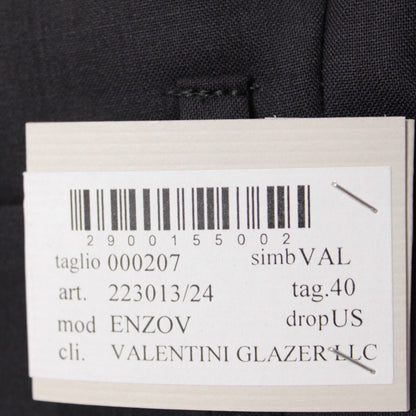 2900155002
taglio 000207 simb VAL
art. 223013/24 tag.40
mod ENZOV drop US
cli. VALENTINI GLAZER LLC